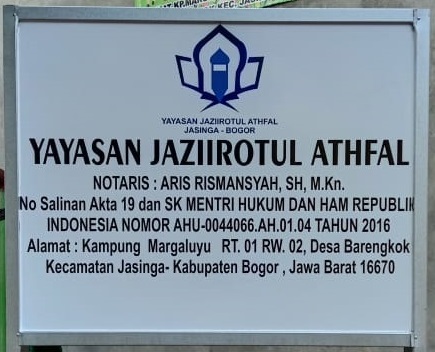 YAYASAN JAZIIROTUL ATHFAL
JASINGA - BOGOR
YAYASAN JAZIIROTUL ATHFAL
NOTARIS : ARIS RISMANSYAH, SH, M.Kn.
No Salinan Akta 19 dan SK MENTRI HUKUM DAN HAM REPUBLIK
INDONESIA NOMOR AHU-0044066.AH.01.04 TAHUN 2016
Alamat : Kampung Margaluyu RT. 01 RW. 02, Desa Barengkok
Kecamatan Jasinga- Kabupaten Bogor , Jawa Barat 16670